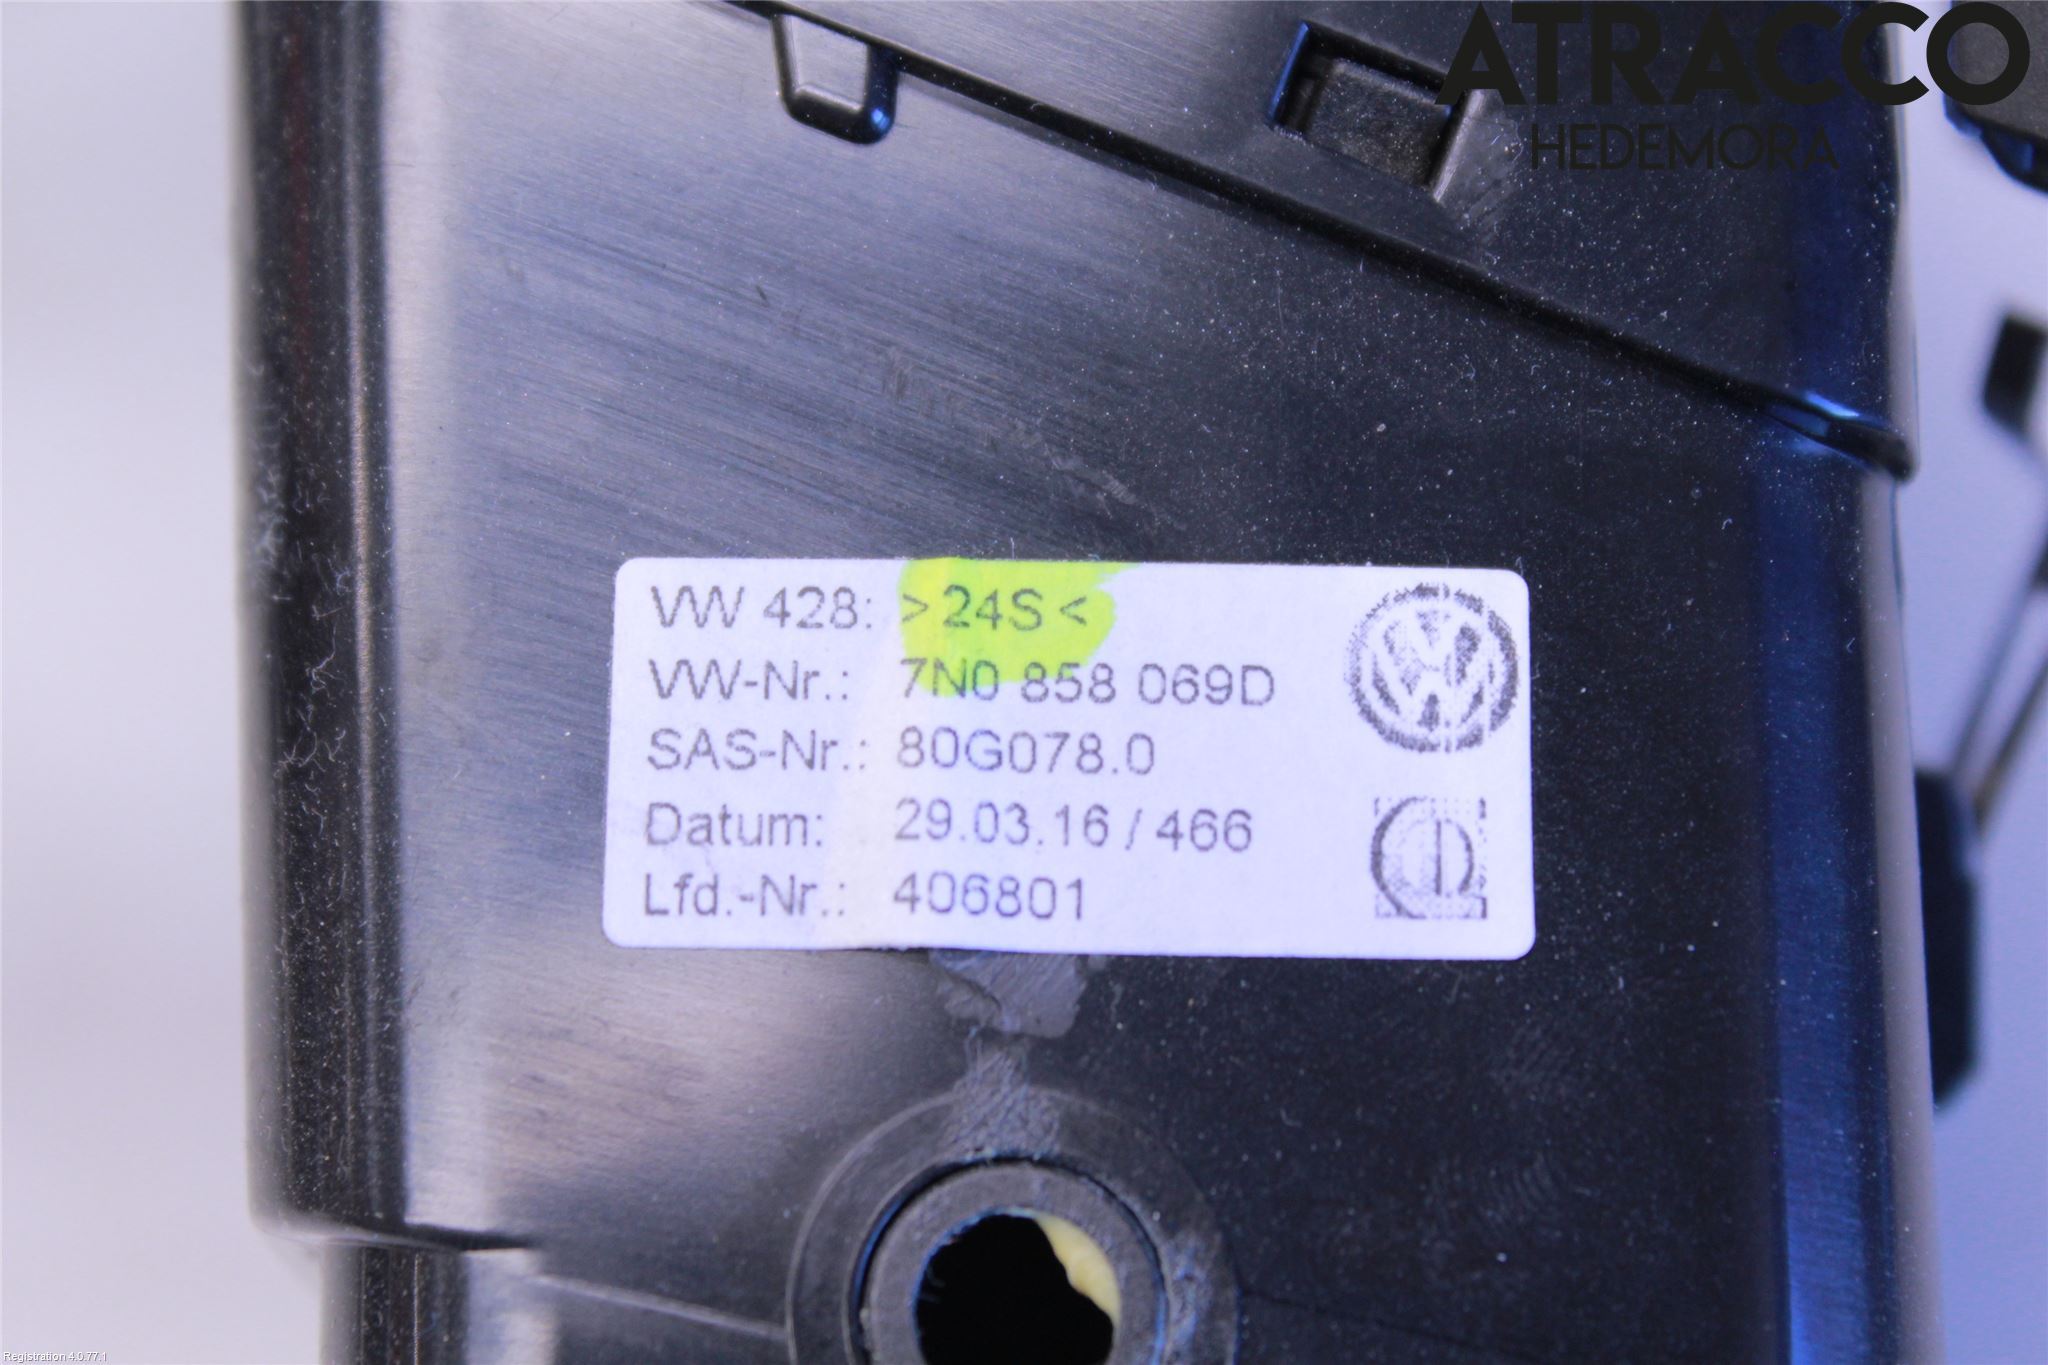 ATRACCO
HEDEMORA
VW 428: >24S<
VW-Nr.: 7N0 858 069D
SAS-Nr.: 80G078.0
Datum: 29.03.16 / 466
Lfd.-Nr.: 406801
Registration 4.0.77.1